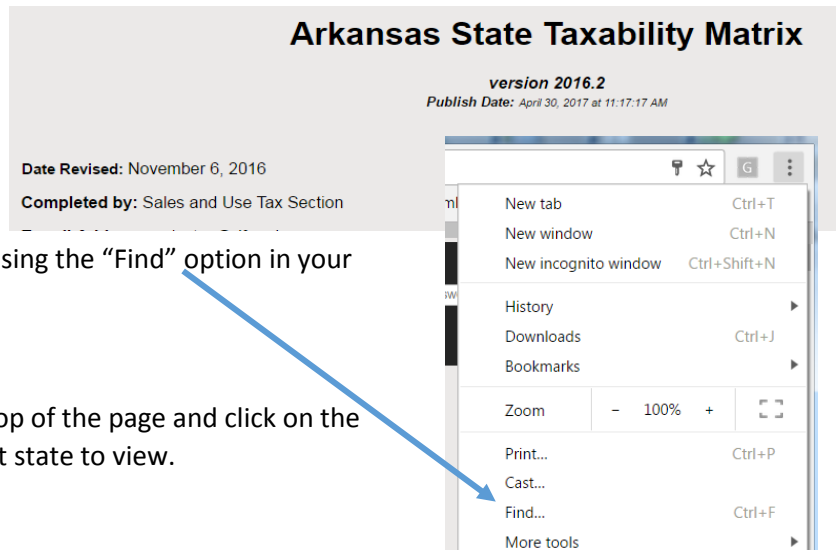 Arkansas State Taxability Matrix
version 2016.2
Publish Date: April 30, 2017 at 11:17:17 AM
Date Revised: November 6, 2016
Completed by: Sales and Use Tax Section
sing the “Find” option in your
op of the page and click on the
t state to view.
G
New tab Ctrl+T
New window Ctrl+N
New incognito window Ctrl+Shift+N
History
Downloads Ctrl+J
Bookmarks
Zoom - 100% +
Print... Ctrl+P
Cast...
Find... Ctrl+F
More tools